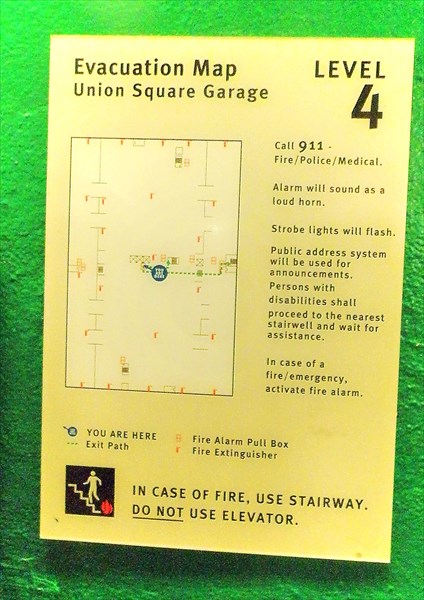 Evacuation Map
Union Square Garage
LEVEL
4
Call 911 -
Fire/Police/Medical.
Alarm will sound as a
loud horn.
Strobe lights will flash.
Public address system
will be used for
announcements.
Persons with
disabilities shall
proceed to the nearest
stairwell and wait for
assistance.
In case of a
fire/emergency,
activate fire alarm.
YOU
ARE
HERE
YOU ARE HERE
Exit Path
Fire Alarm Pull Box
Fire Extinguisher
IN CASE OF FIRE, USE STAIRWAY.
DO NOT USE ELEVATOR.